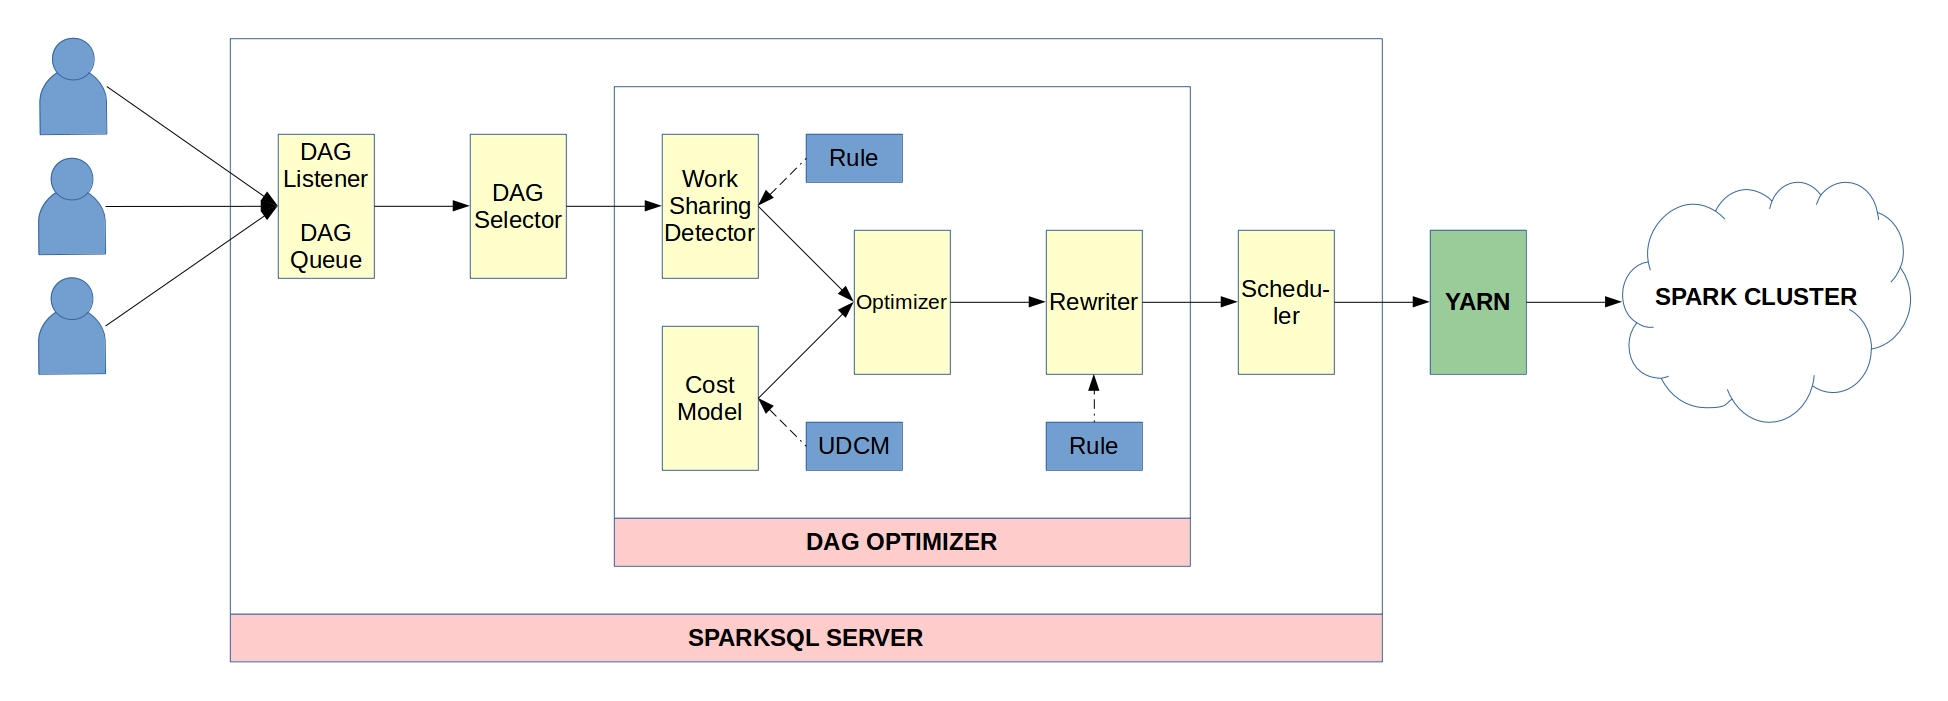 DAG
Listener
DAG
Queue
DAG
Selector
Work
Sharing
Detector
Rule
Cost
Model
UDCM
Optimizer
Rewriter
Rule
Schedu-
ler
YARN
SPARK CLUSTER
DAG OPTIMIZER
SPARKSQL SERVER